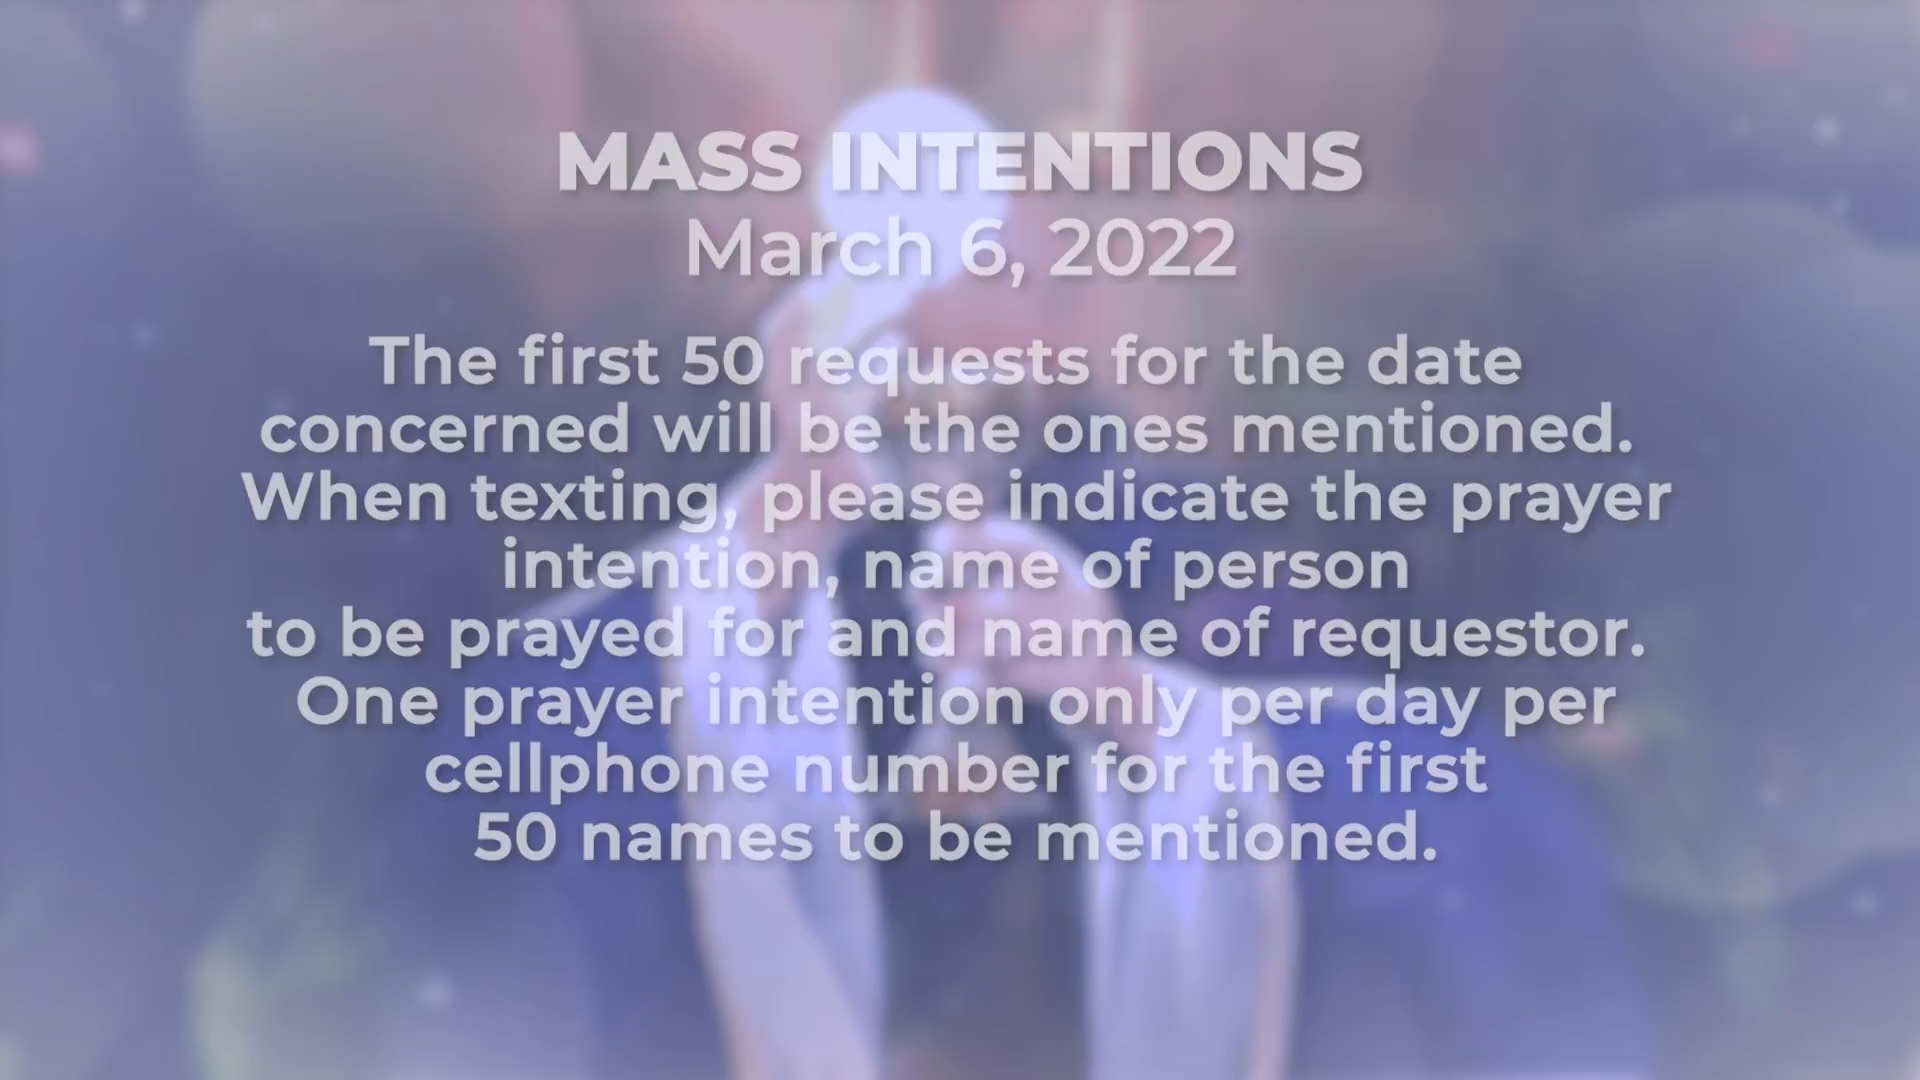 MASS INTENTIONS
March 6, 2022
The first 50 requests for the date
concerned will be the ones mentioned.
When texting, please indicate the prayer
intention, name of person
to be prayed for and name of requestor.
One prayer intention only per day per
cellphone number for the first
50 names to be mentioned.